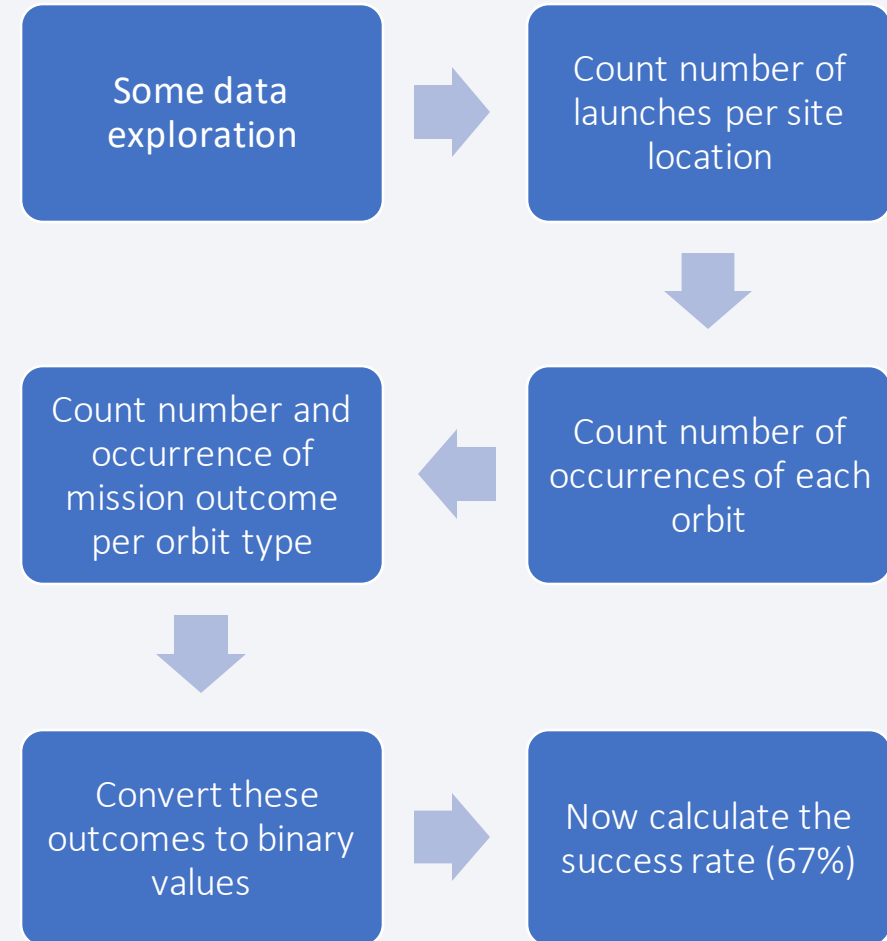 Some data
exploration
Count number of
launches per site
location
Count number of
occurrences of each
orbit
Count number and
occurrence of
mission outcome
per orbit type
Convert these
outcomes to binary
values
Now calculate the
success rate (67%)